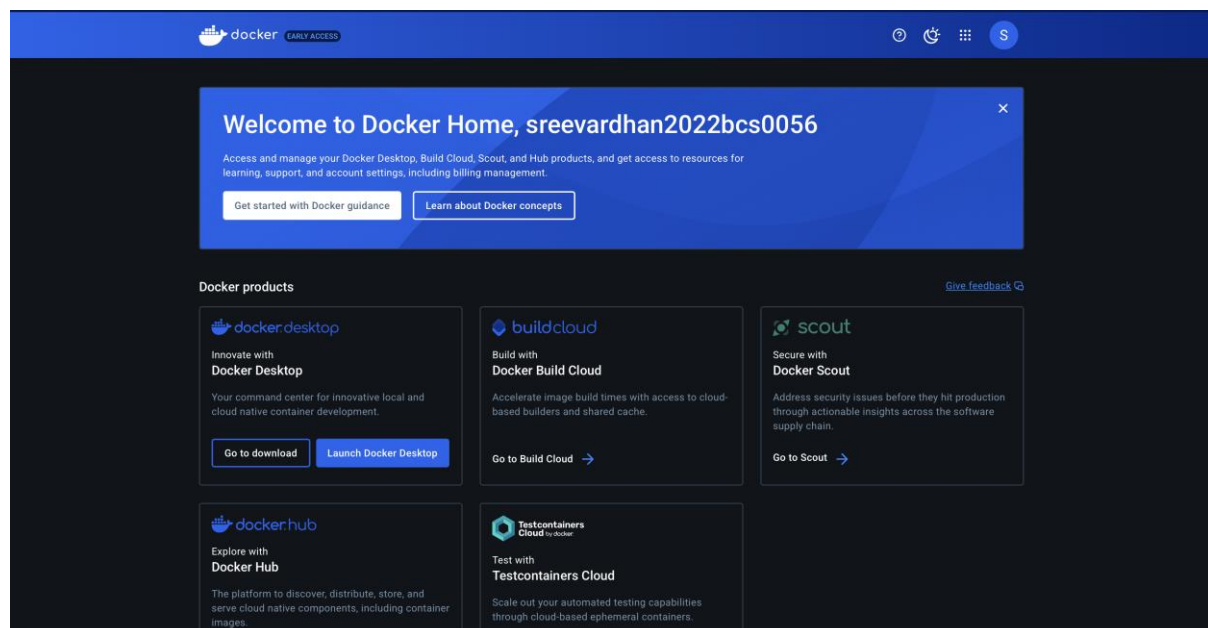 docker EARLY ACCESS
S
Welcome to Docker Home, sreevardhan2022bcs0056
Access and manage your Docker Desktop, Build Cloud, Scout, and Hub products, and get access to resources for
learning, support, and account settings, including billing management.
Get started with Docker guidance
Learn about Docker concepts
Docker products
Give feedback
docker.desktop
Innovate with
Docker Desktop
Your command center for innovative local and
cloud native container development.
Go to download
Launch Docker Desktop
buildcloud
Build with
Docker Build Cloud
Accelerate image build times with access to cloud-
based builders and shared cache.
Go to Build Cloud
scout
Secure with
Docker Scout
Address security issues before they hit production
through actionable insights across the software
supply chain.
Go to Scout
docker.hub
Explore with
Docker Hub
The platform to discover, distribute, store, and
serve cloud native components, including container
images.
Testcontainers
Cloud by docker
Test with
Testcontainers Cloud
Scale out your automated testing capabilities
through cloud-based ephemeral containers.